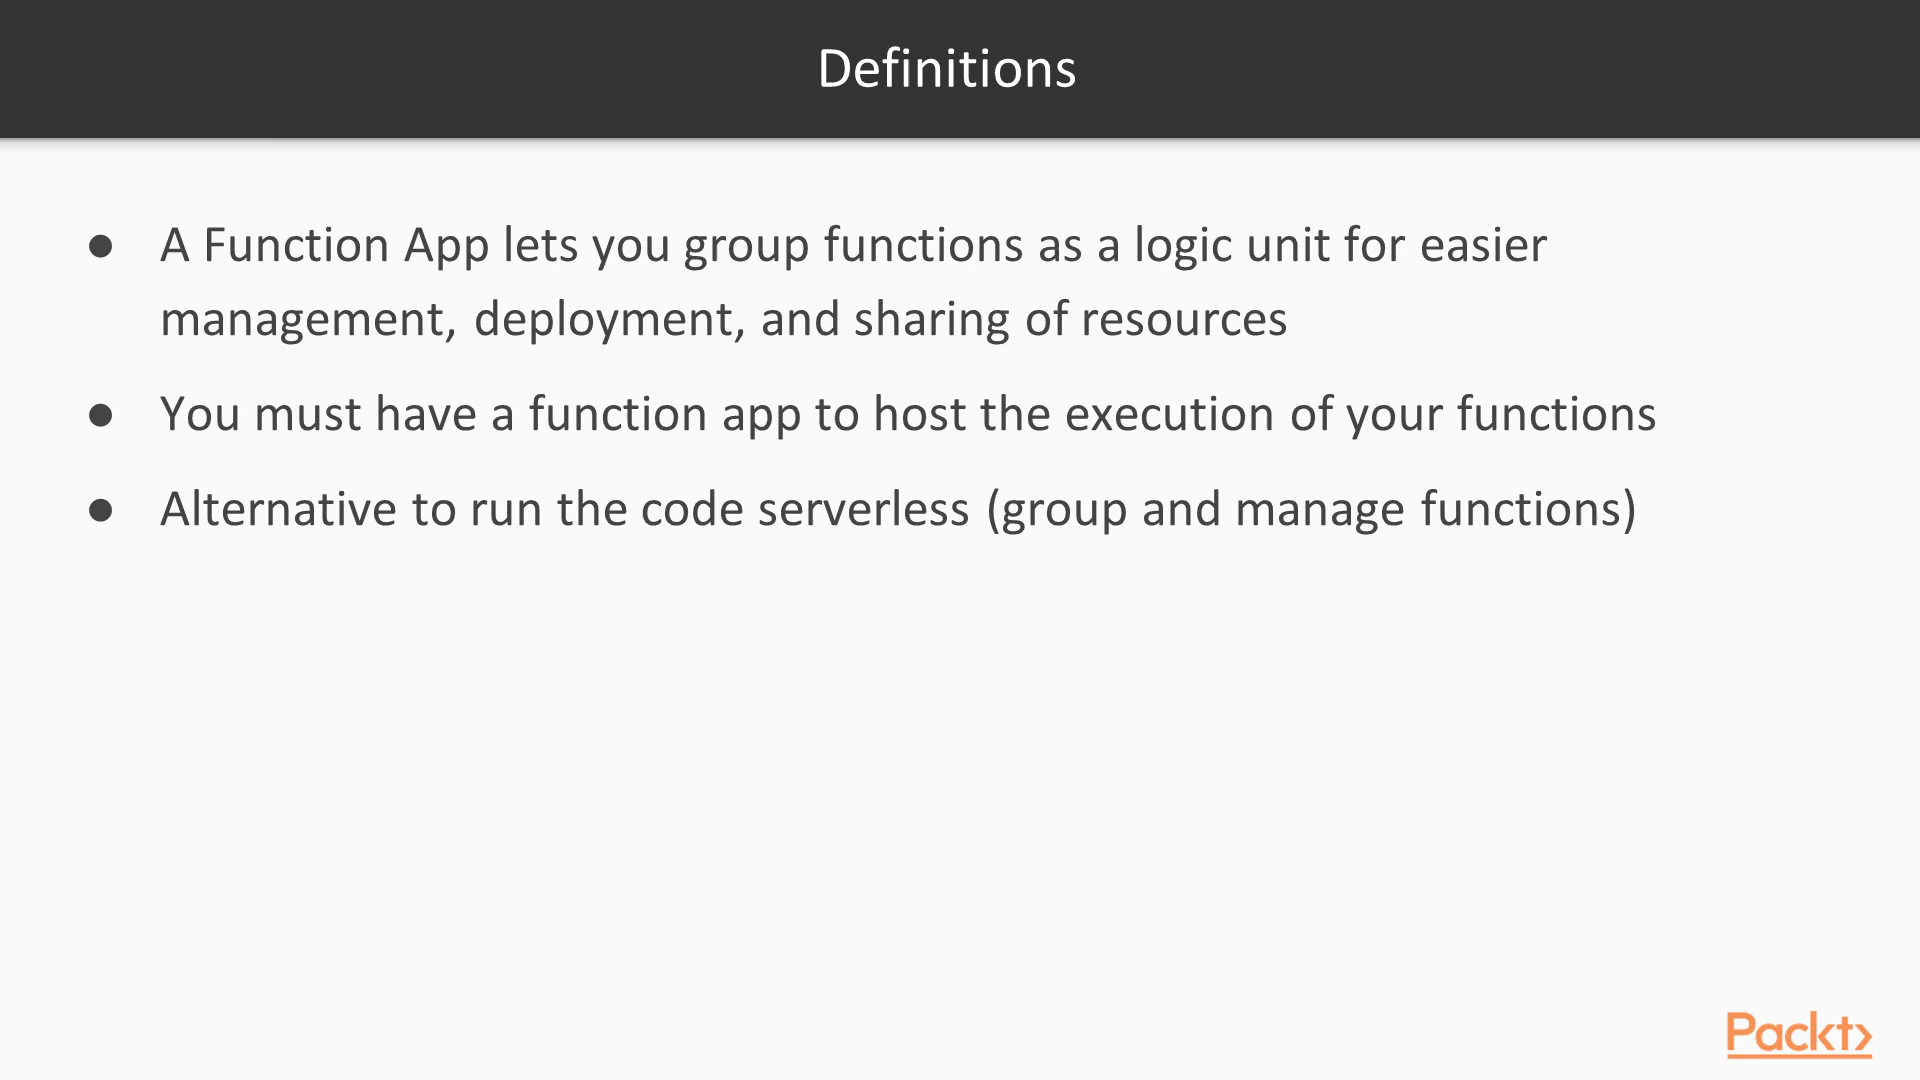 Definitions
● A Function App lets you group functions as a logic unit for easier
management, deployment, and sharing of resources
● You must have a function app to host the execution of your functions
● Alternative to run the code serverless (group and manage functions)
Packt>